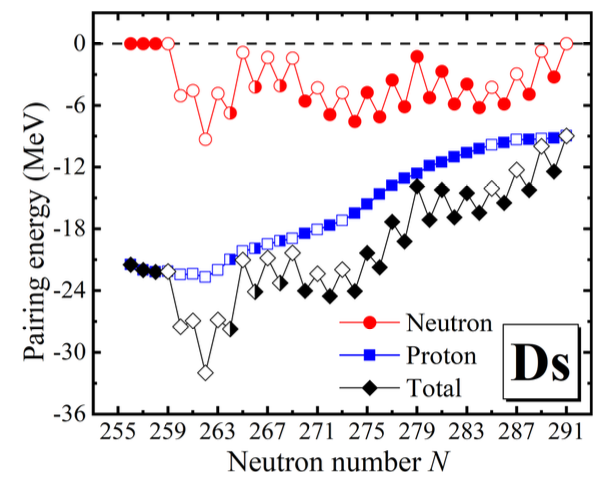 0
-6
-12
-18
-24
-30
-36
Pairing energy (MeV)
Neutron
Proton
Total
Ds
255 259 263 267 271 275 279 283 287 291
Neutron number N